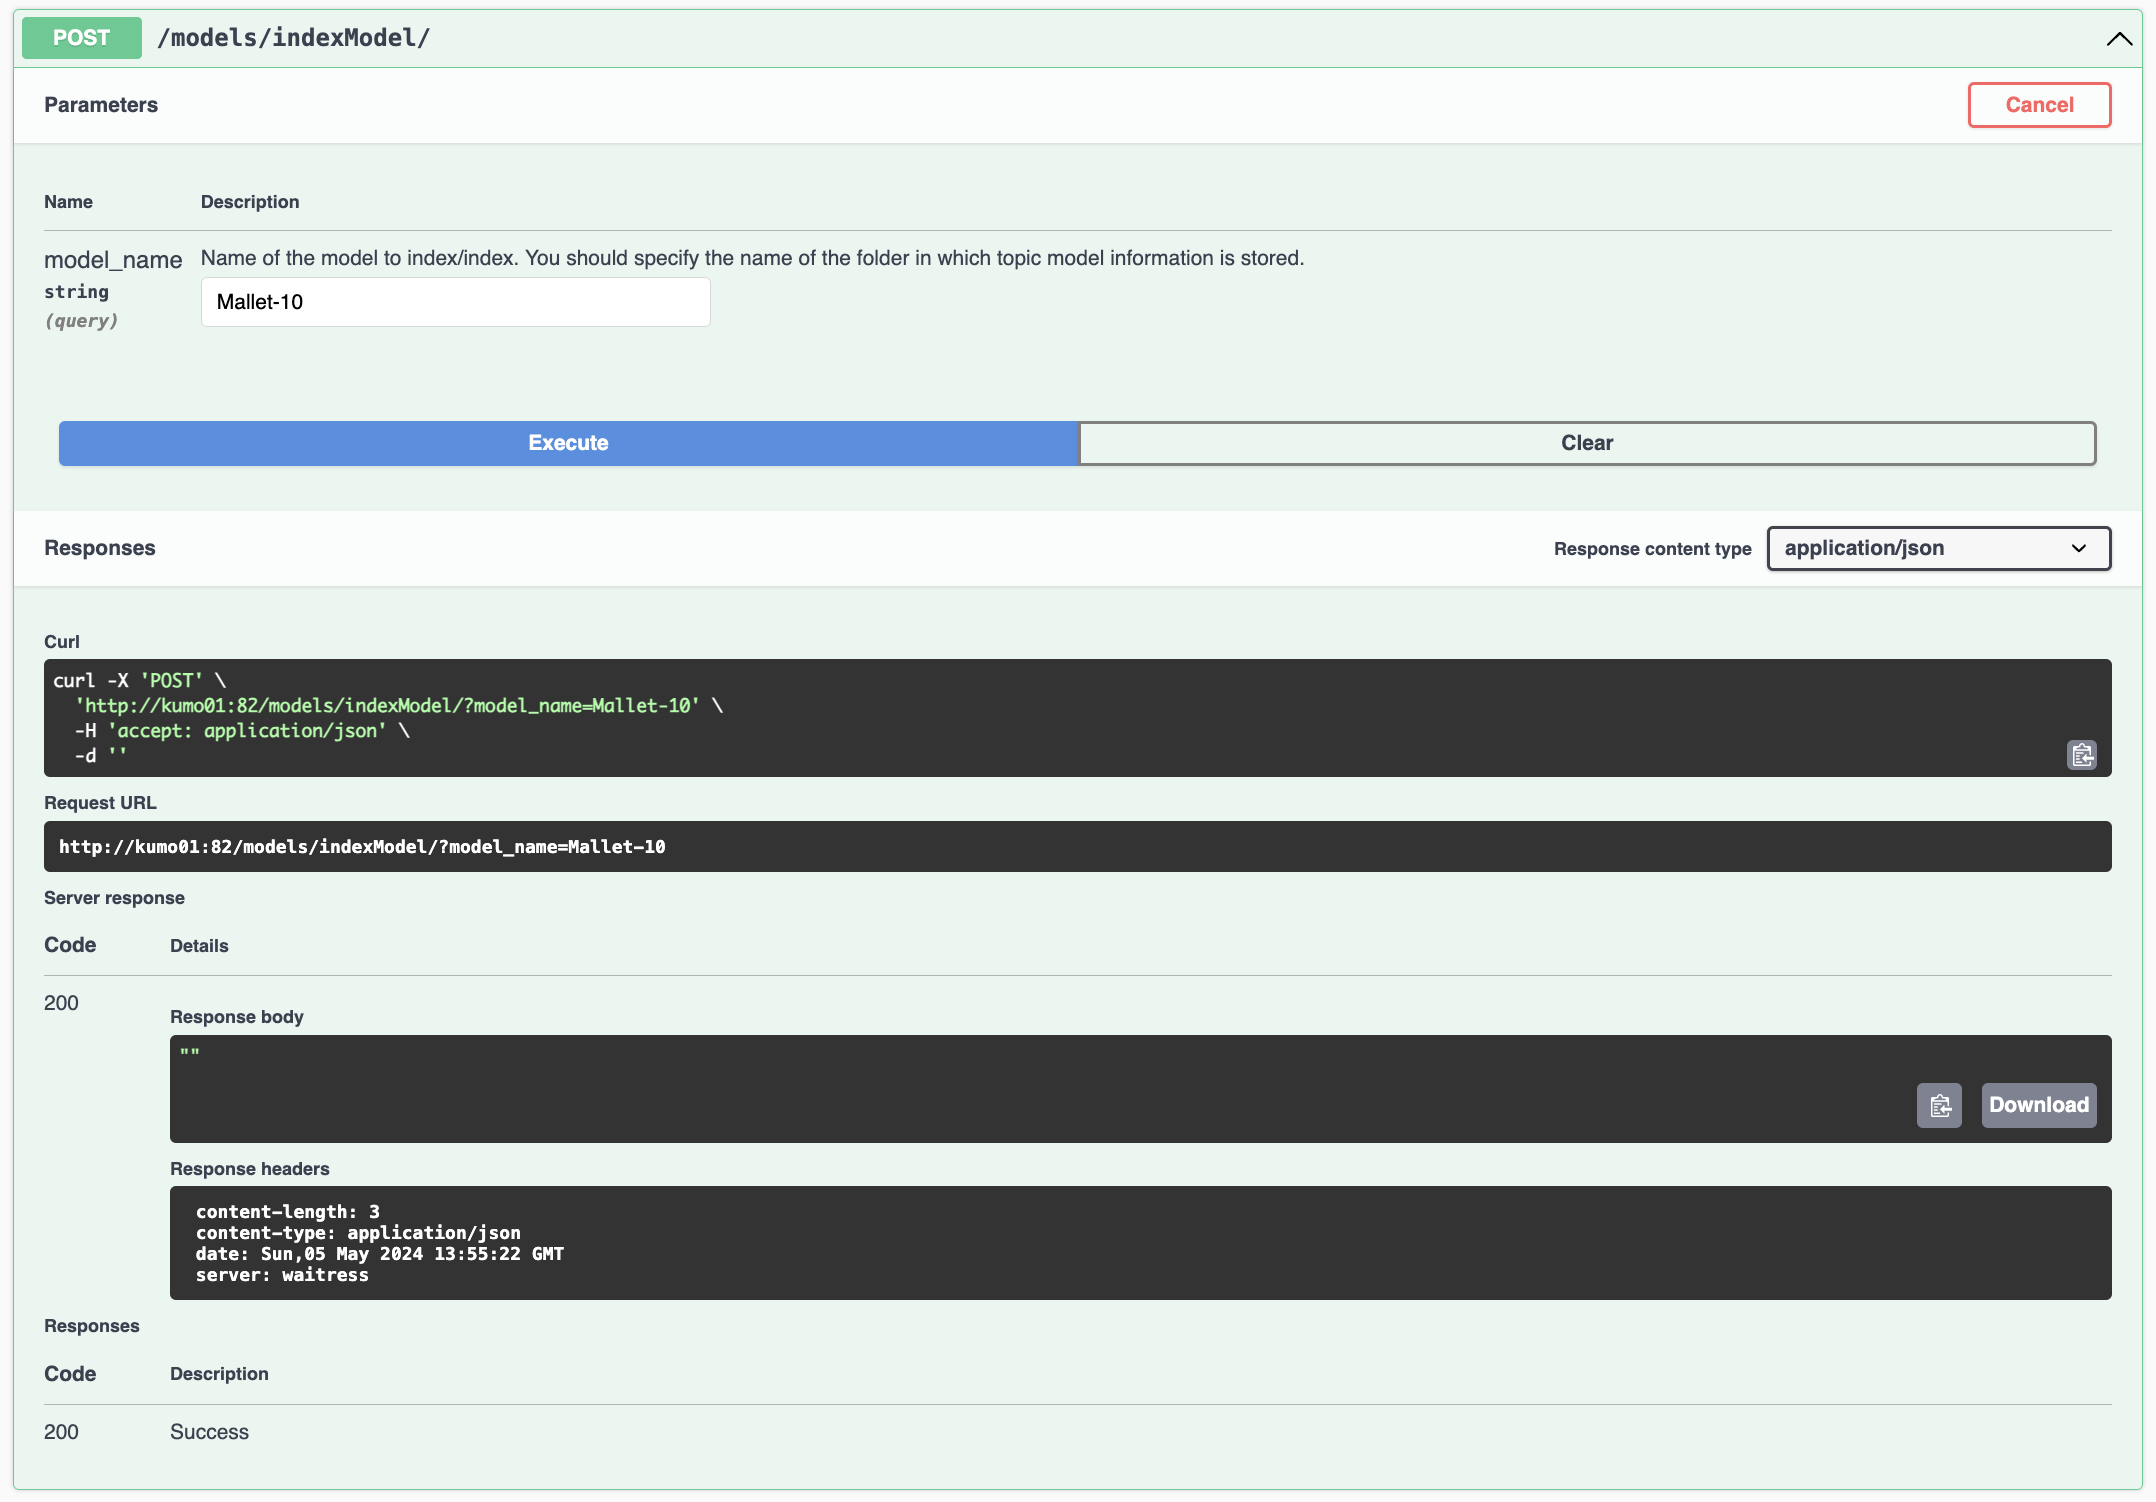 POST /models/indexModel/
Parameters
Cancel
Name Description
model_name Name of the model to index/index. You should specify the name of the folder in which topic model information is stored.
string
(query)
Mallet-10
Execute Clear
Responses
Response content type application/json
Curl
curl -X 'POST' \
'http://kumo01:82/models/indexModel/?model_name=Mallet-10' \
-H 'accept: application/json' \
-d ''
Request URL
http://kumo01:82/models/indexModel/?model_name=Mallet-10
Server response
Code Details
200
Response body
""
Download
Response headers
content-length: 3
content-type: application/json
date: Sun,05 May 2024 13:55:22 GMT
server: waitress
Responses
Code Description
200 Success